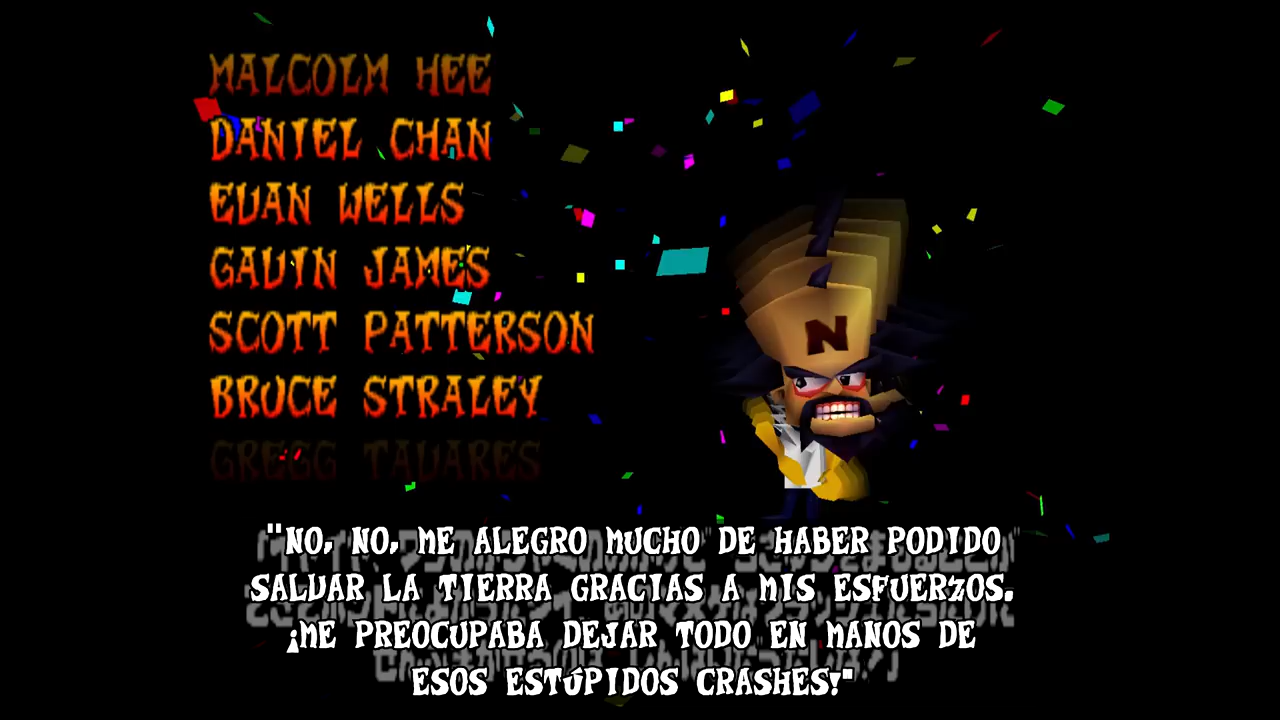 MALCOLM HEE
DANIEL CHAN
EVAN WELLS
GAVIN JAMES
SCOTT PATTERSON
BRUCE STRALEY
GREGG TAVARES
N
"NO, NO, ME ALEGRO MUCHO DE HABER PODIDO
SALVAR LA TIERRA GRACIAS A MIS ESFUERZOS.
¡ME PREOCUPABA DEJAR TODO EN MANOS DE
ESOS ESTÚPIDOS CRASHES!"